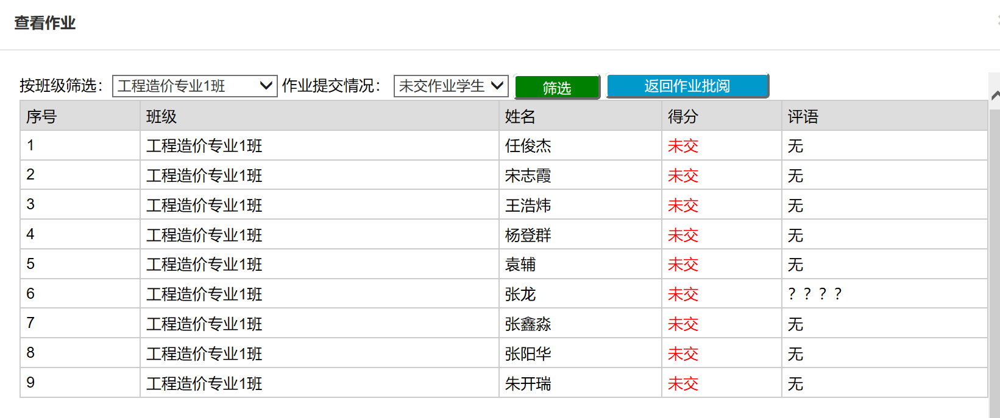 查看作业
按班级筛选： 工程造价专业1班 作业提交情况： 未交作业学生 筛选 返回作业批阅
序号 班级 姓名 得分 评语
1 工程造价专业1班 任俊杰 未交 无
2 工程造价专业1班 宋志霞 未交 无
3 工程造价专业1班 王浩炜 未交 无
4 工程造价专业1班 杨登群 未交 无
5 工程造价专业1班 袁辅 未交 无
6 工程造价专业1班 张龙 未交 ？？？？
7 工程造价专业1班 张鑫淼 未交 无
8 工程造价专业1班 张阳华 未交 无
9 工程造价专业1班 朱开瑞 未交 无